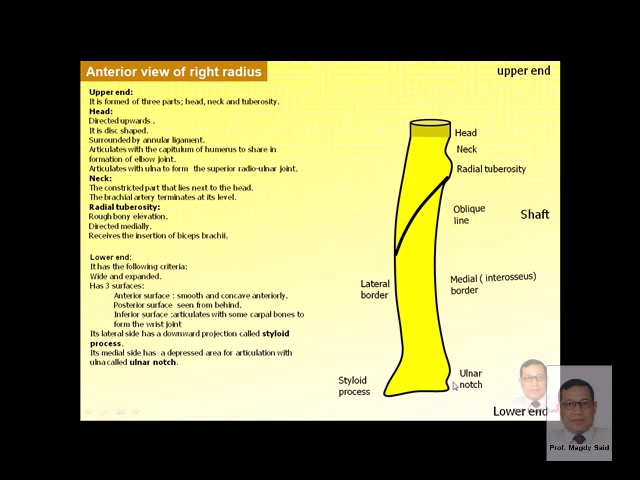 Anterior view of right radius
upper end
Upper end:
It is formed of three parts; head, neck and tuberosity.
Head:
Directed upwards .
It is disc shaped.
Surrounded by annular ligament.
Articulates with the capitulum of humerus to share in
formation of elbow joint.
Articulates with ulna to form the superior radio-ulnar joint.
Neck:
The constricted part that lies next to the head.
The brachial artery terminates at its level.
Radial tuberosity:
Rough bony elevation.
Directed medially.
Receives the insertion of biceps brachii.
Lower end:
It has the following criteria:
Wide and expanded.
Has 3 surfaces:
Anterior surface : smooth and concave anteriorly.
Posterior surface seen from behind.
Inferior surface :articulates with some carpal bones to
form the wrist joint
Its lateral side has a downward projection called styloid
process.
Its medial side has a depressed area for articulation with
ulna called ulnar notch.
Head
Neck
Radial tuberosity
Oblique
line
Shaft
Lateral
border
Medial ( interosseus)
border
Styloid
process
Ulnar
notch
Lower end
Prof. Magdy Said